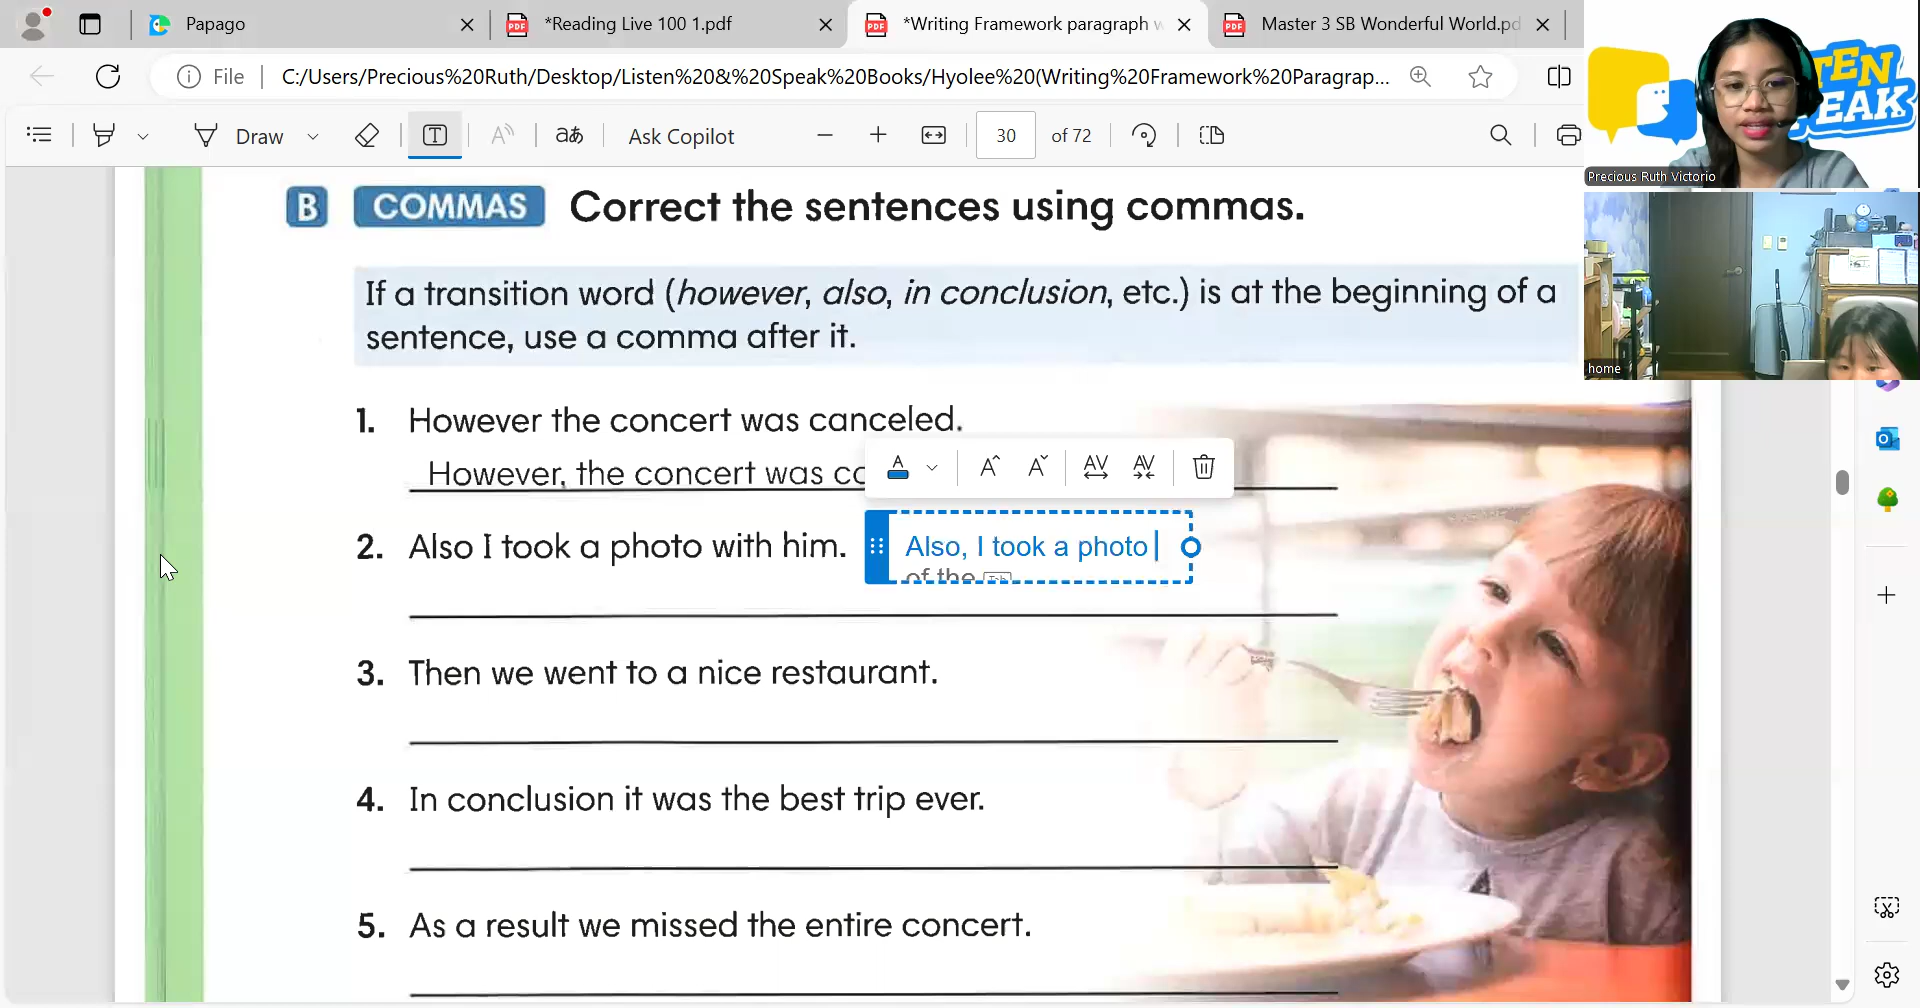 Papago
*Reading Live 100 1.pdf
*Writing Framework paragraph w
Master 3 SB Wonderful World.pd
File
C:/Users/Precious%20Ruth/Desktop/Listen%20&%20Speak%20Books/Hyolee%20(Writing%20Framework%20Paragrap...
Draw
Ask Copilot
30
of 72
TEN
PEAK
Precious Ruth Victorio
home
B COMMAS Correct the sentences using commas.
If a transition word (however, also, in conclusion, etc.) is at the beginning of a
sentence, use a comma after it.
1. However the concert was canceled.
However, the concert was ca
2. Also I took a photo with him.
Also, I took a photo
of the Tab
3. Then we went to a nice restaurant.
4. In conclusion it was the best trip ever.
5. As a result we missed the entire concert.